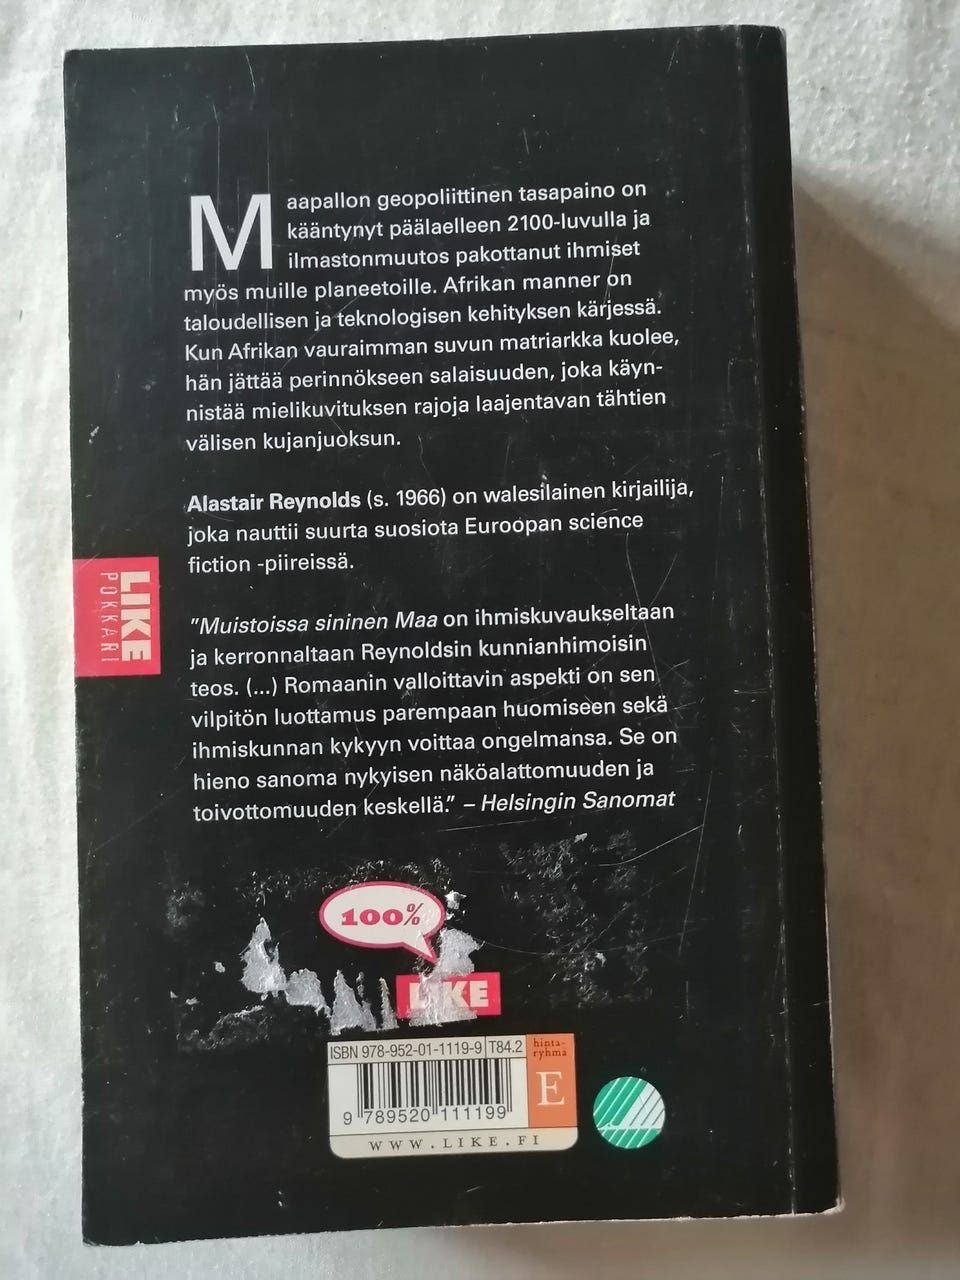 Maapallon geopoliittinen tasapaino on
kääntynyt päälaelleen 2100-luvulla ja
ilmastonmuutos pakottanut ihmiset
myös muille planeetoille. Afrikan manner on
taloudellisen ja teknologisen kehityksen kärjessä.
Kun Afrikan vauraimman suvun matriarkka kuolee,
hän jättää perinnökseen salaisuuden, joka käyn-
nistää mielikuvituksen rajoja laajentavan tähtien
välisen kujanjuoksun.
Alastair Reynolds (s. 1966) on walesilainen kirjailija,
joka nauttii suurta suosiota Euroopan science
fiction -piireissä.
LIKE
POKKARI
"Muistoissa sininen Maa on ihmiskuvaukseltaan
ja kerronnaltaan Reynoldsin kunnianhimoisin
teos. (...) Romaanin valloittavin aspekti on sen
vilpitön luottamus parempaan huomiseen sekä
ihmiskunnan kykyyn voittaa ongelmansa. Se on
hieno sanoma nykyisen näköalattomuuden ja
toivottomuuden keskellä." – Helsingin Sanomat
100%
LIKE
ISBN 978-952-01-1119-9 T84.2
hinta-
ryhmä
E
9 789520 111199
WWW.LIKE.FI